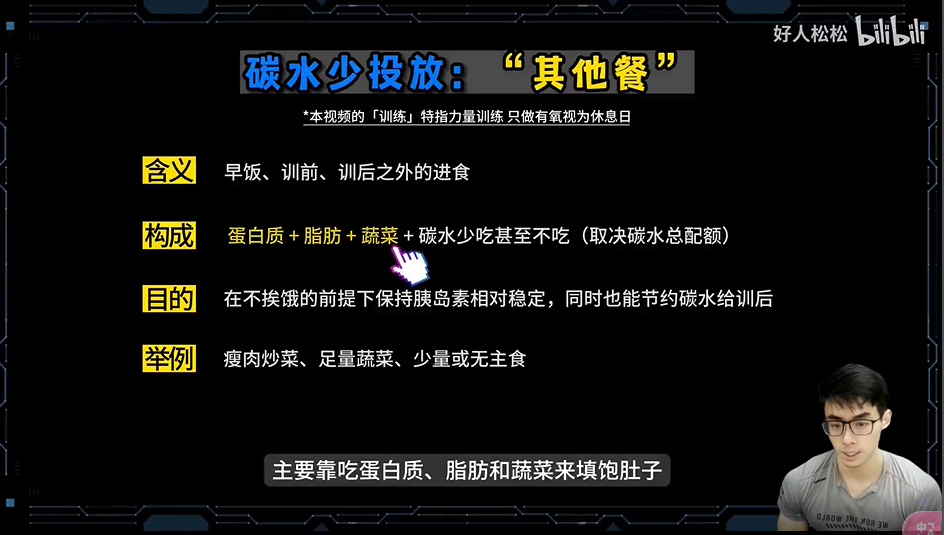 好人松松 bilibili
碳水少投放：“其他餐”
*本视频的「训练」特指力量训练 只做有氧视为休息日
含义 早饭、训前、训后之外的进食
构成 蛋白质 + 脂肪 + 蔬菜 + 碳水少吃甚至不吃（取决碳水总配额）
目的 在不挨饿的前提下保持胰岛素相对稳定，同时也能节约碳水给训后
举例 瘦肉炒菜、足量蔬菜、少量或无主食
主要靠吃蛋白质、脂肪和蔬菜来填饱肚子
WE RUN THE WORLD